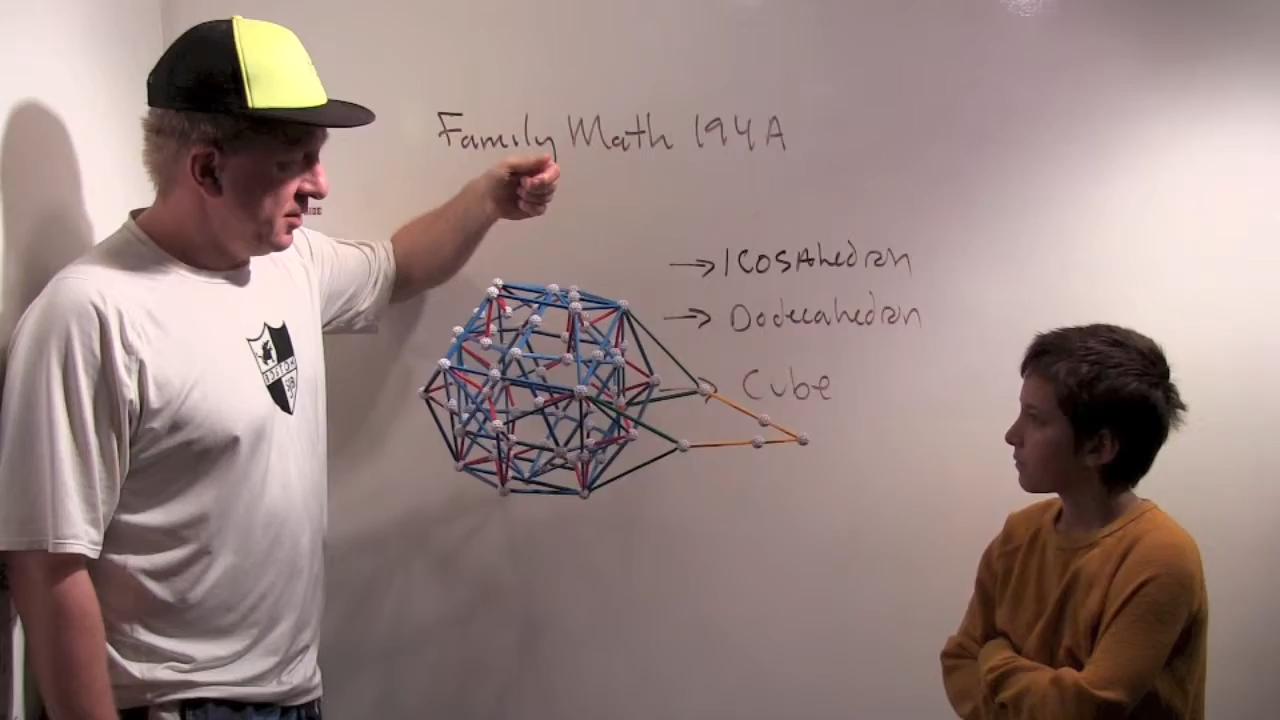 Family Math 194A
→ Icosahedron
→ Dodecahedron
→ Cube